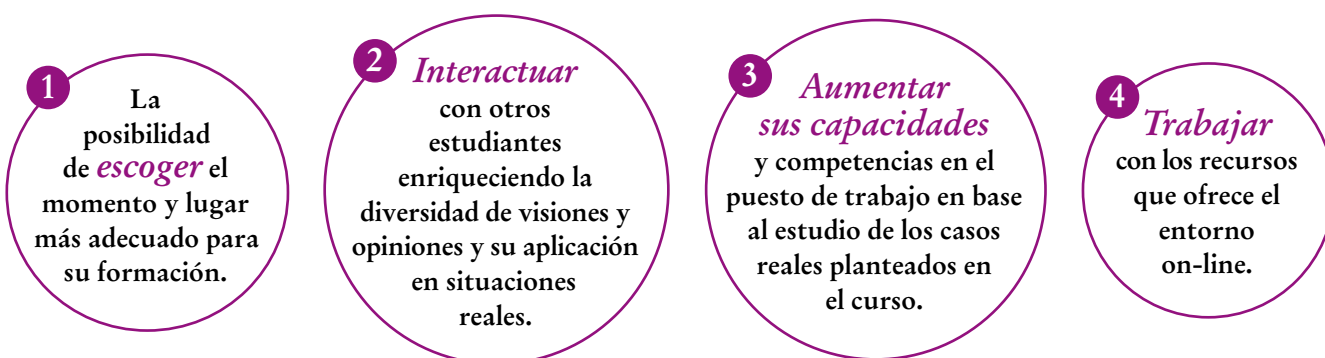 1
La
posibilidad
de escoger el
momento y lugar
más adecuado para
su formación.
2
Interactuar
con otros
estudiantes
enriqueciendo la
diversidad de visiones y
opiniones y su aplicación
en situaciones
reales.
3
Aumentar
sus capacidades
y competencias en el
puesto de trabajo en base
al estudio de los casos
reales planteados en
el curso.
4
Trabajar
con los recursos
que ofrece el
entorno
on-line.